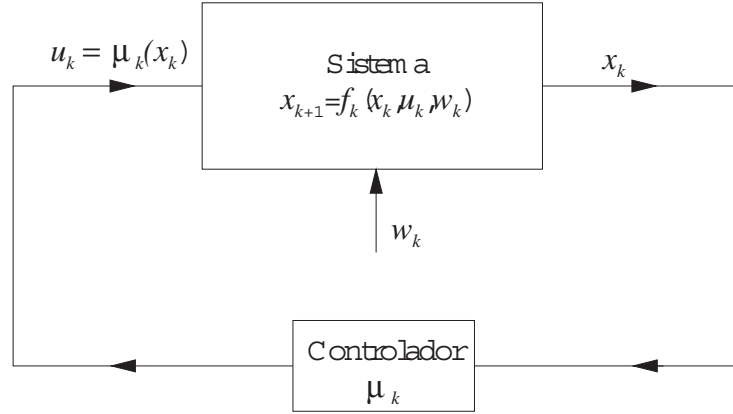 u_k = μ_k(x_k)
Sistema
x_{k+1}=f_k(x_k,u_k,w_k)
x_k
w_k
Controlador
μ_k